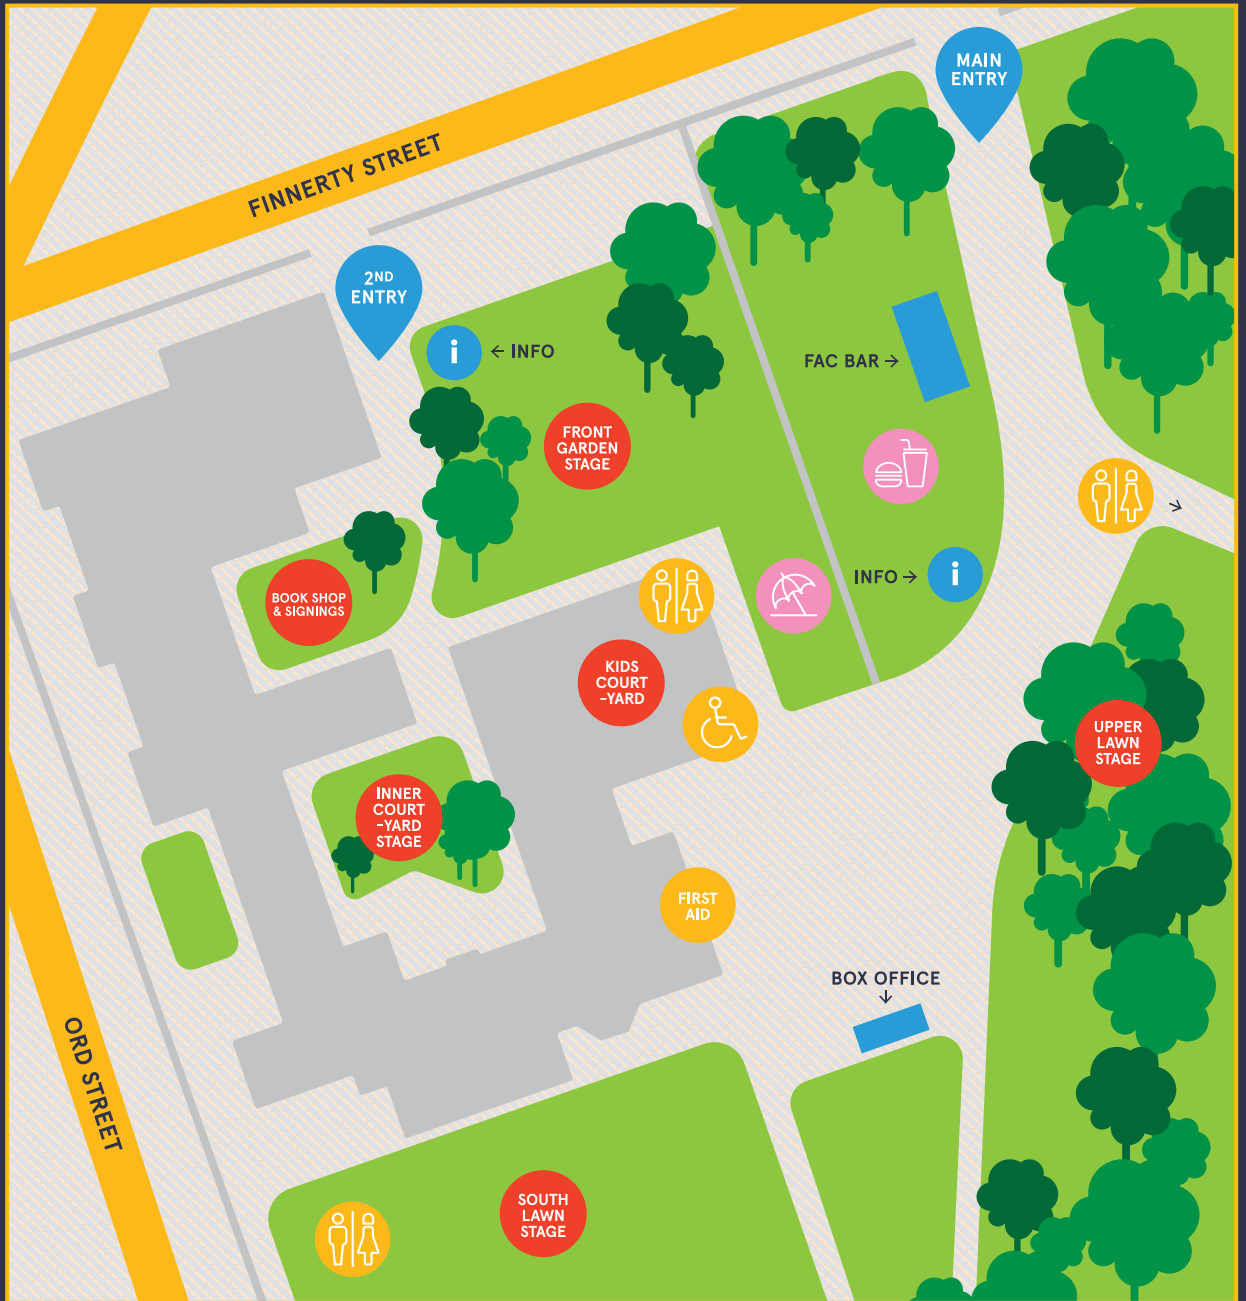 MAIN
ENTRY
FINNERTY STREET
2ND
ENTRY
i
← INFO
FAC BAR →
FRONT
GARDEN
STAGE
INFO →
i
BOOK SHOP
& SIGNINGS
KIDS
COURT
-YARD
UPPER
LAWN
STAGE
INNER
COURT
-YARD
STAGE
FIRST
AID
BOX OFFICE
ORD STREET
SOUTH
LAWN
STAGE